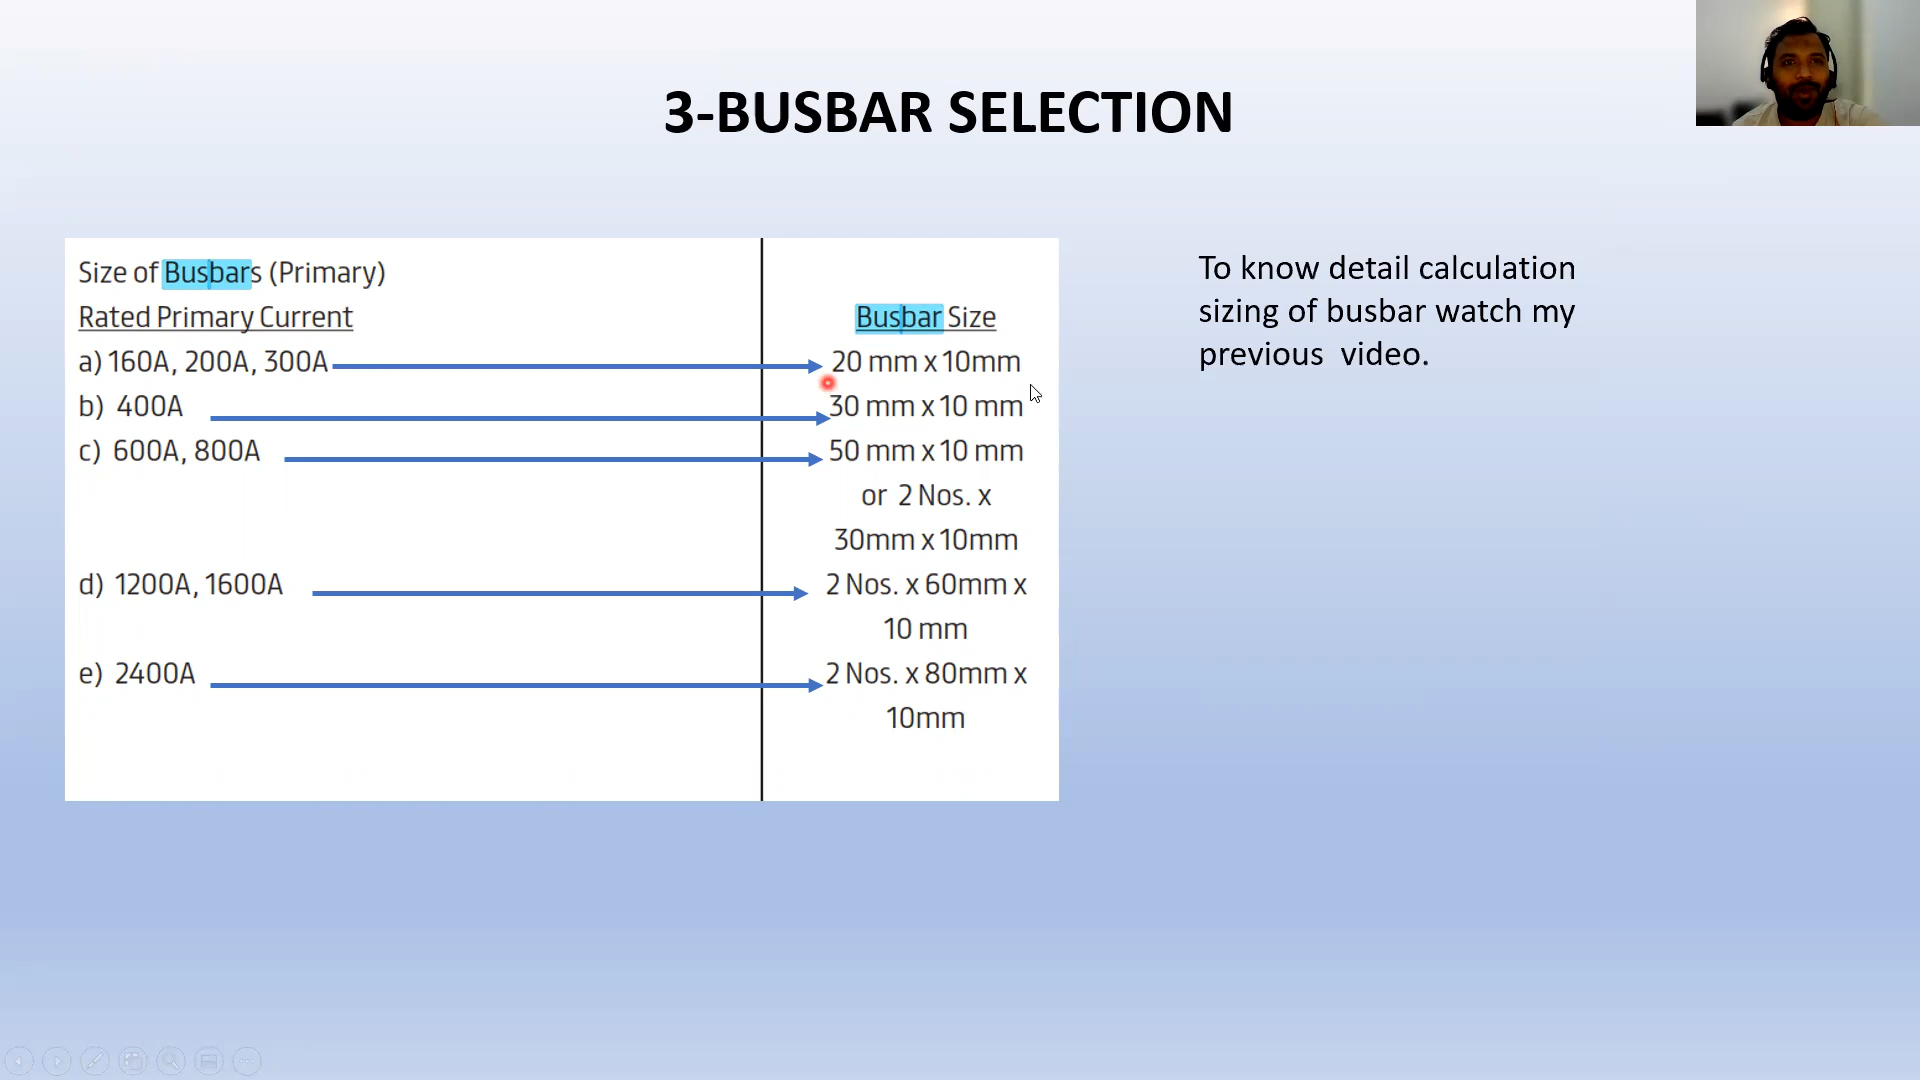 3-BUSBAR SELECTION
Size of Busbars (Primary)
Rated Primary Current
Busbar Size
a) 160A, 200A, 300A
20 mm x 10mm
b) 400A
30 mm x 10 mm
c) 600A, 800A
50 mm x 10 mm
or 2 Nos. x
30mm x 10mm
d) 1200A, 1600A
2 Nos. x 60mm x
10 mm
e) 2400A
2 Nos. x 80mm x
10mm
To know detail calculation
sizing of busbar watch my
previous video.